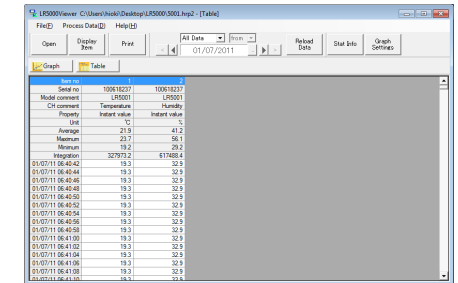 LR5000Viewer C:\Users\hioki\Desktop\LR5000\5001.hrp2 - [Table]
File(F) Process Data(D) Help(H)
Open Display Item Print All Data from 01/07/2011 Reload Data Stat Info Graph Settings
Graph Table
Item no 1 2
Serial no 100618237 100618237
Model comment LR5001 LR5001
CH comment Temperature Humidity
Property Instant value Instant value
Unit °C %
Average 21.9 41.2
Maximum 23.7 56.1
Minimum 19.2 29.2
Integration 327973.2 617488.4
01/07/11 06:40:42 19.3 32.9
01/07/11 06:40:44 19.3 32.9
01/07/11 06:40:46 19.3 32.9
01/07/11 06:40:48 19.3 32.9
01/07/11 06:40:50 19.3 32.9
01/07/11 06:40:52 19.3 32.9
01/07/11 06:40:54 19.3 32.9
01/07/11 06:40:56 19.3 32.9
01/07/11 06:40:58 19.3 32.9
01/07/11 06:41:00 19.3 32.9
01/07/11 06:41:02 19.3 32.9
01/07/11 06:41:04 19.3 32.9
01/07/11 06:41:06 19.3 32.9
01/07/11 06:41:08 19.3 32.9
01/07/11 06:41:10 19.3 32.9